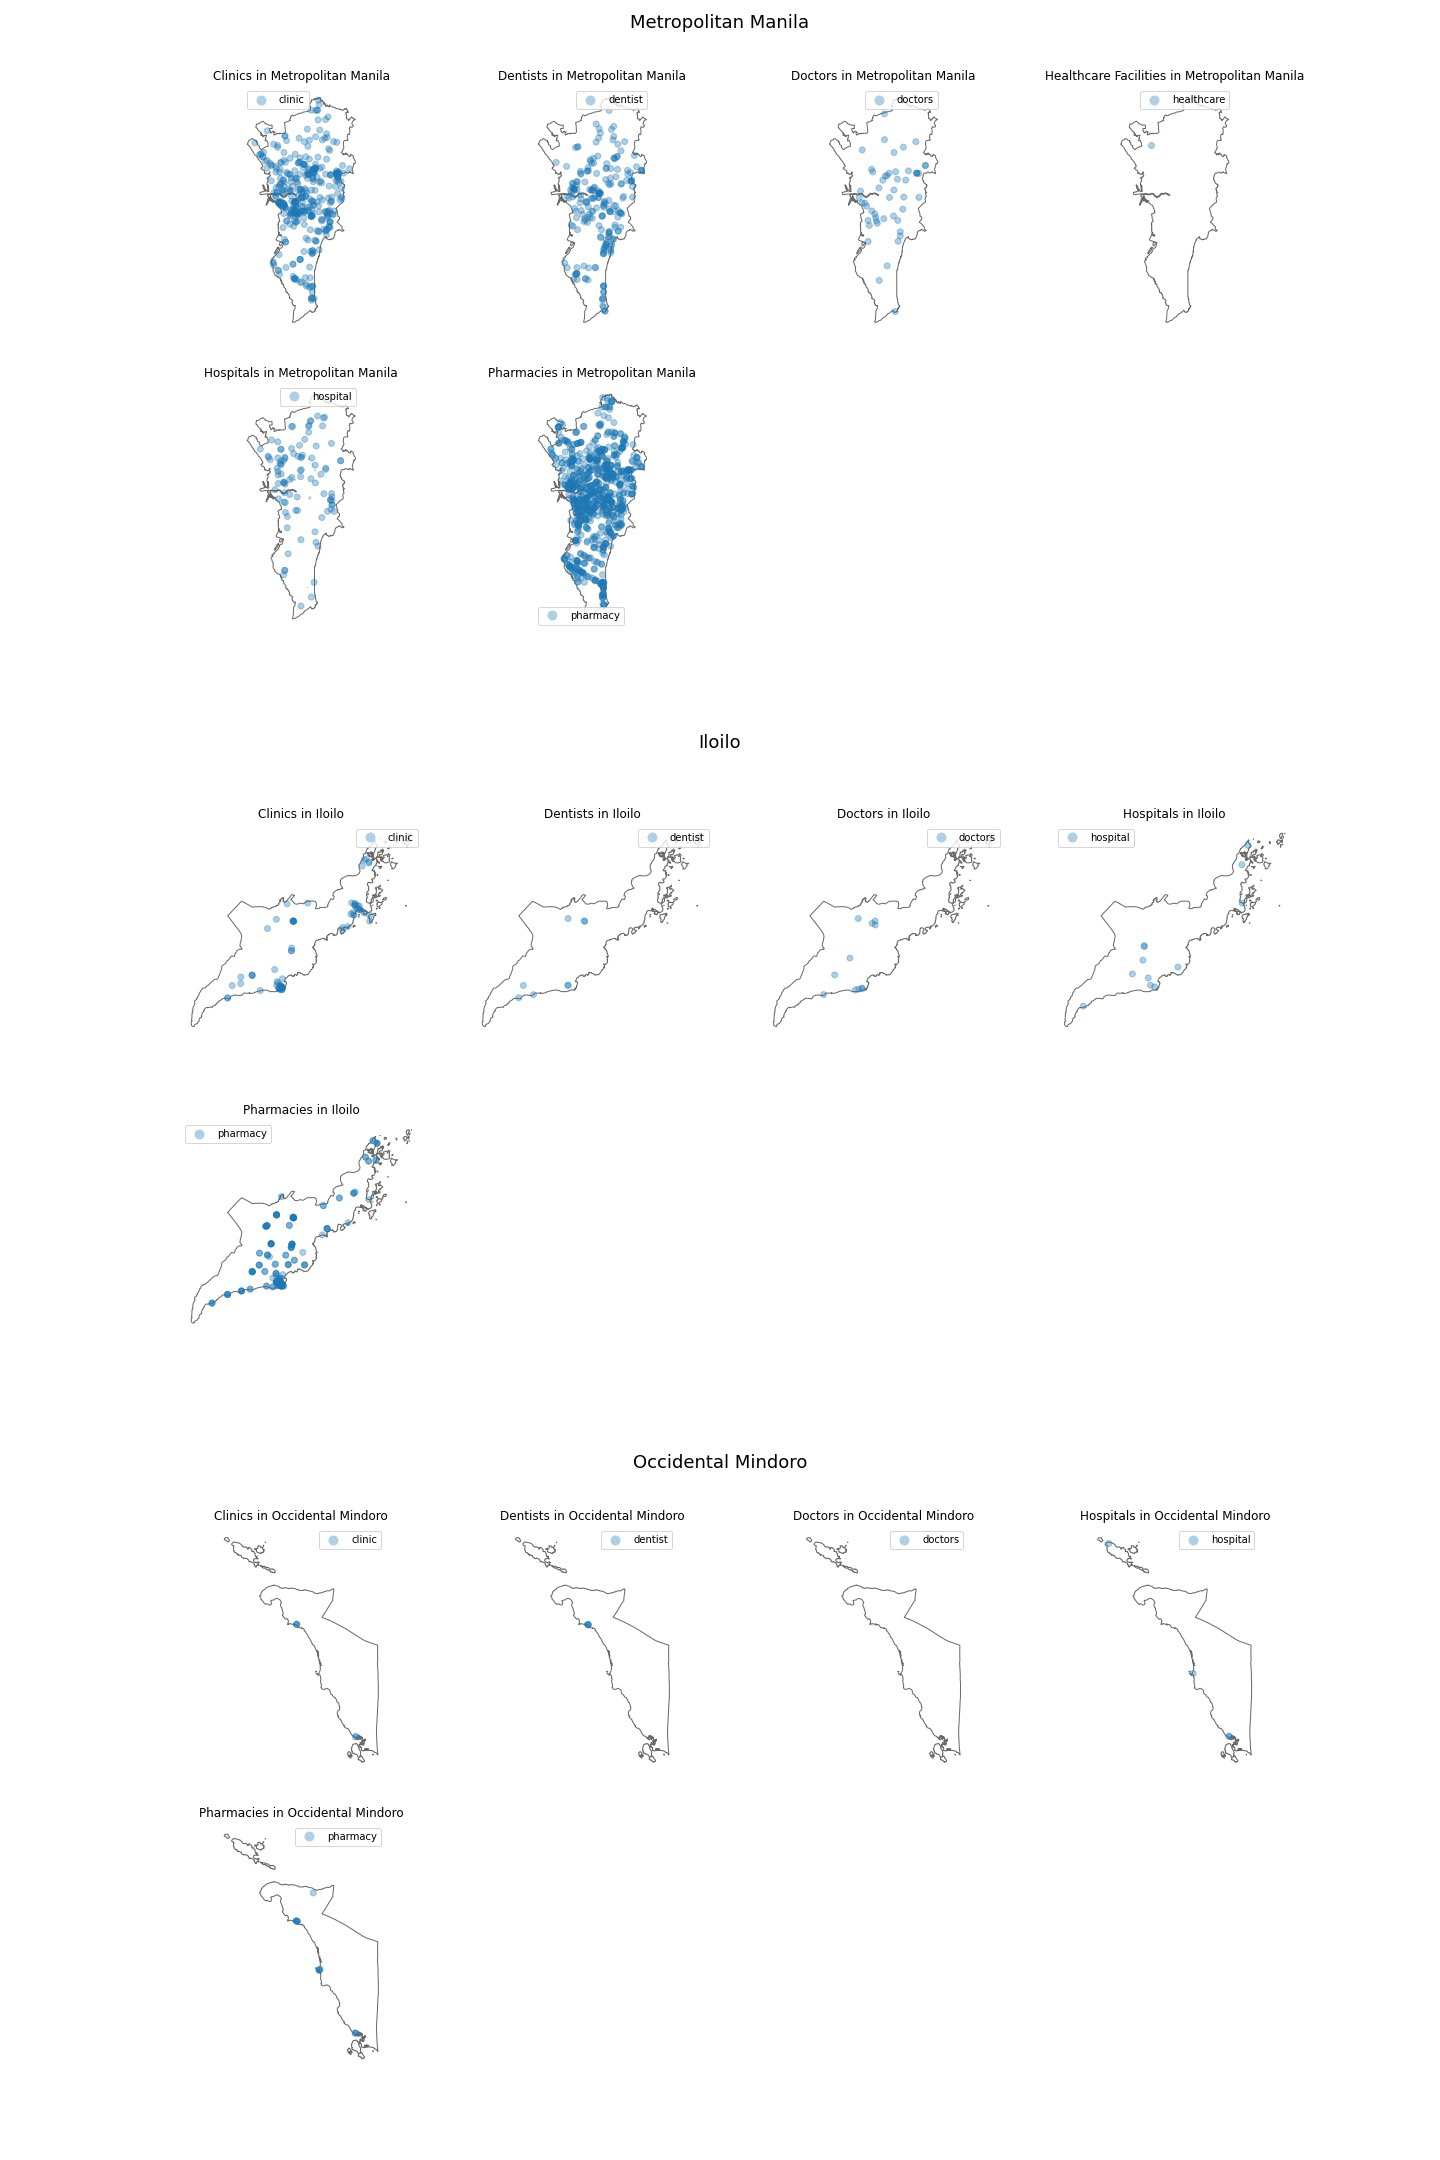 Metropolitan Manila
Clinics in Metropolitan Manila
clinic
Dentists in Metropolitan Manila
dentist
Doctors in Metropolitan Manila
doctors
Healthcare Facilities in Metropolitan Manila
healthcare
Hospitals in Metropolitan Manila
hospital
Pharmacies in Metropolitan Manila
pharmacy
Iloilo
Clinics in Iloilo
clinic
Dentists in Iloilo
dentist
Doctors in Iloilo
doctors
Hospitals in Iloilo
hospital
Pharmacies in Iloilo
pharmacy
Occidental Mindoro
Clinics in Occidental Mindoro
clinic
Dentists in Occidental Mindoro
dentist
Doctors in Occidental Mindoro
doctors
Hospitals in Occidental Mindoro
hospital
Pharmacies in Occidental Mindoro
pharmacy